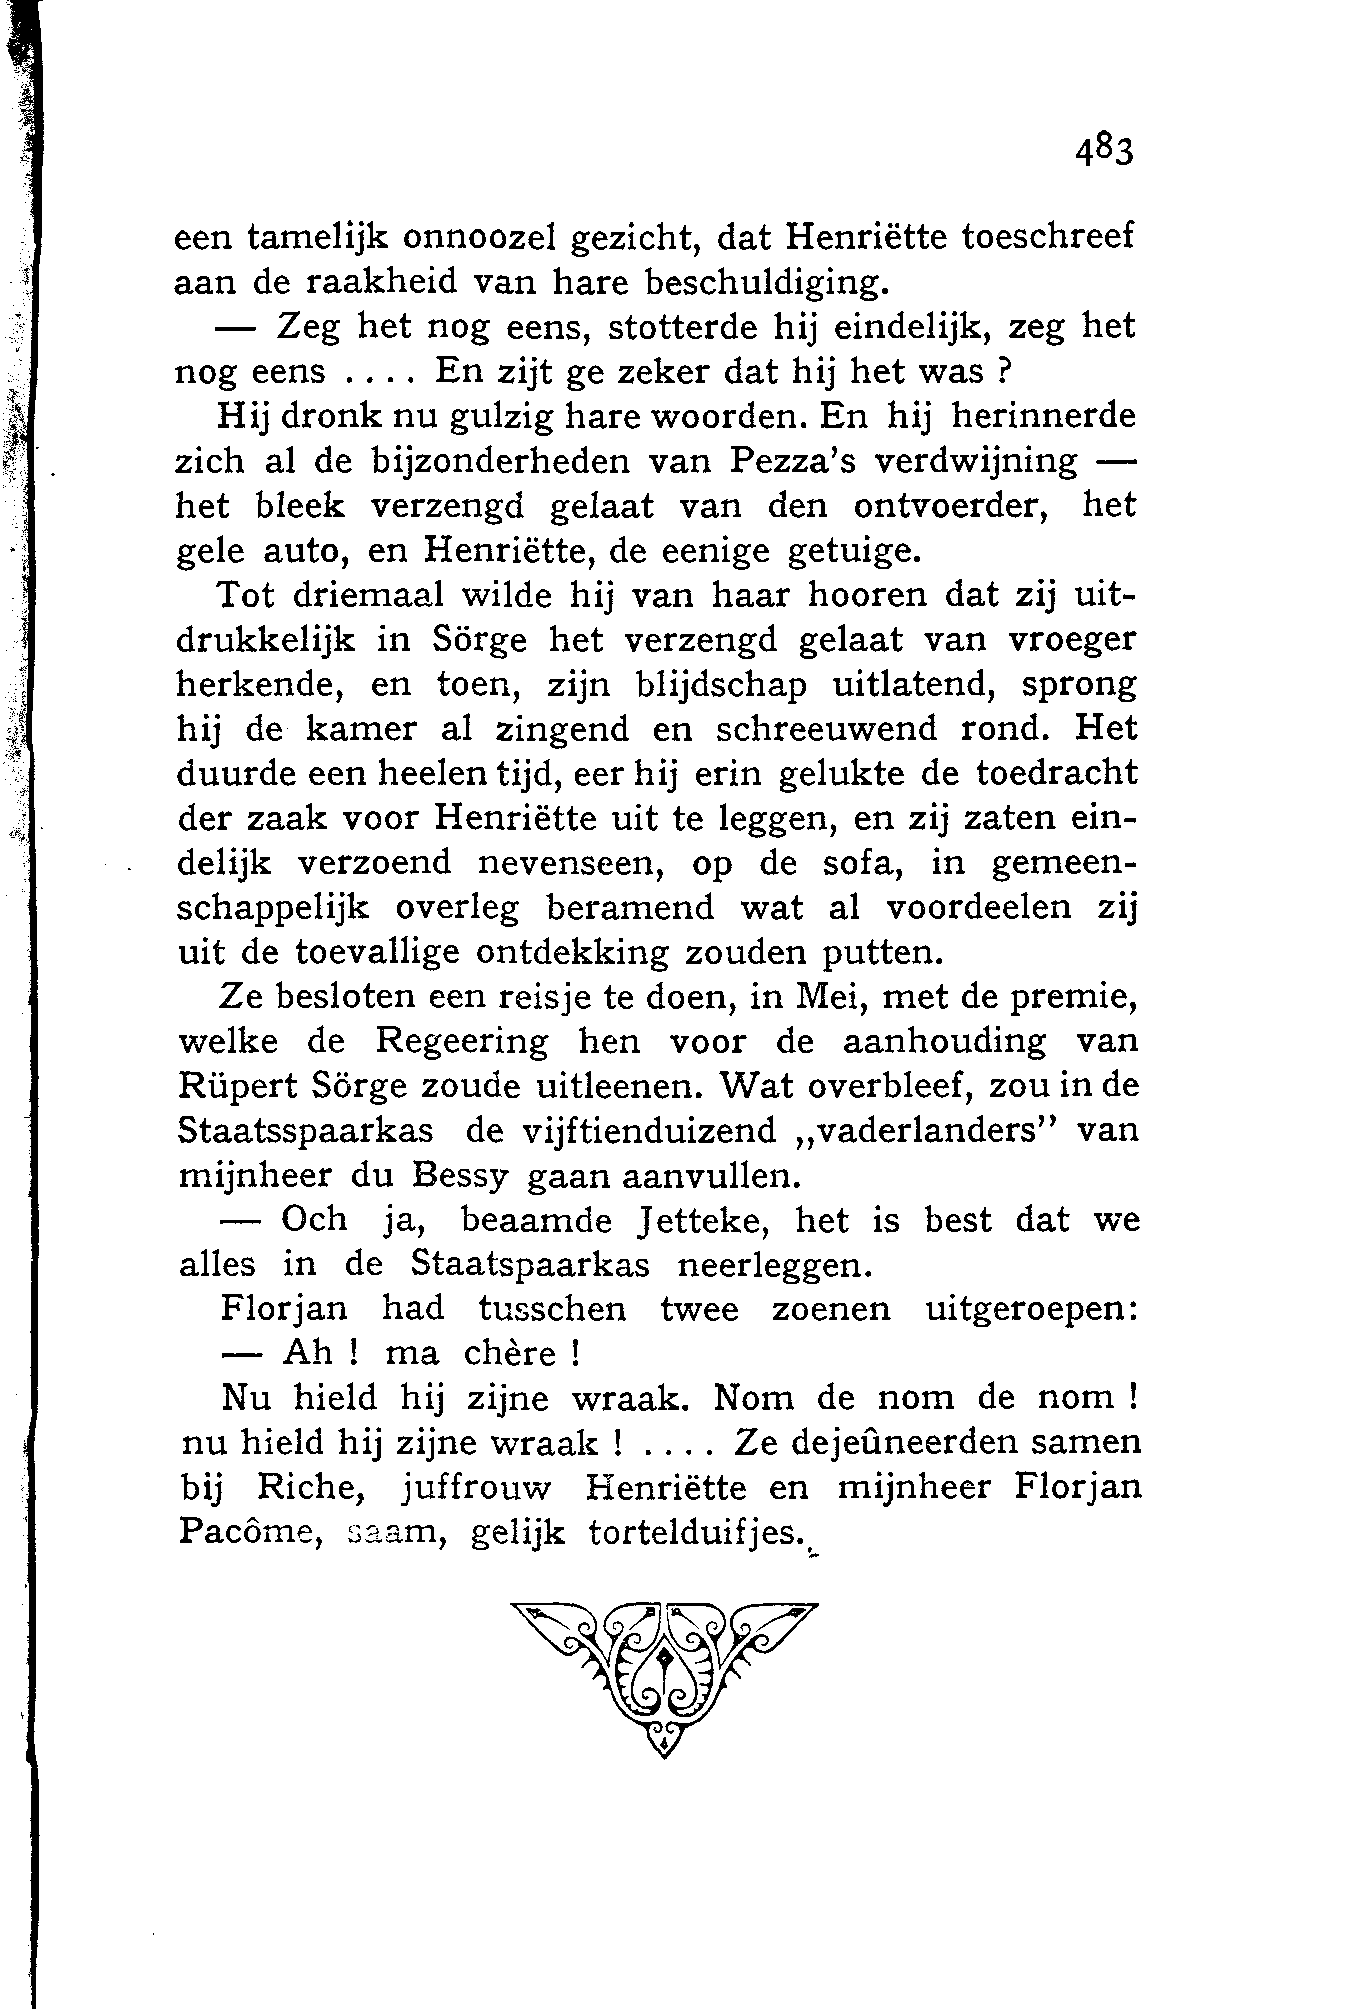 483
een tamelijk onnoozel gezicht, dat Henriëtte toeschreef
aan de raakheid van hare beschuldiging.
— Zeg het nog eens, stotterde hij eindelijk, zeg het
nog eens .... En zijt ge zeker dat hij het was ?
Hij dronk nu gulzig hare woorden. En hij herinnerde
zich al de bijzonderheden van Pezza's verdwijning —
het bleek verzengd gelaat van den ontvoerder, het
gele auto, en Henriëtte, de eenige getuige.
Tot driemaal wilde hij van haar hooren dat zij uit-
drukkelijk in Sörge het verzengd gelaat van vroeger
herkende, en toen, zijn blijdschap uitlatend, sprong
hij de kamer al zingend en schreeuwend rond. Het
duurde een heelen tijd, eer hij erin gelukte de toedracht
der zaak voor Henriëtte uit te leggen, en zij zaten ein-
delijk verzoend nevenseen, op de sofa, in gemeen-
schappelijk overleg beramend wat al voordeelen zij
uit de toevallige ontdekking zouden putten.
Ze besloten een reisje te doen, in Mei, met de premie,
welke de Regeering hen voor de aanhouding van
Rüpert Sörge zoude uitleenen. Wat overbleef, zou in de
Staatsspaarkas de vijftienduizend „vaderlanders” van
mijnheer du Bessy gaan aanvullen.
— Och ja, beaamde Jetteke, het is best dat we
alles in de Staatspaarkas neerleggen.
Florjan had tusschen twee zoenen uitgeroepen:
— Ah ! ma chère !
Nu hield hij zijne wraak. Nom de nom de nom !
nu hield hij zijne wraak ! .... Ze dejeûneerden samen
bij Riche, juffrouw Henriëtte en mijnheer Florjan
Pacôme, saam, gelijk tortelduifjes.